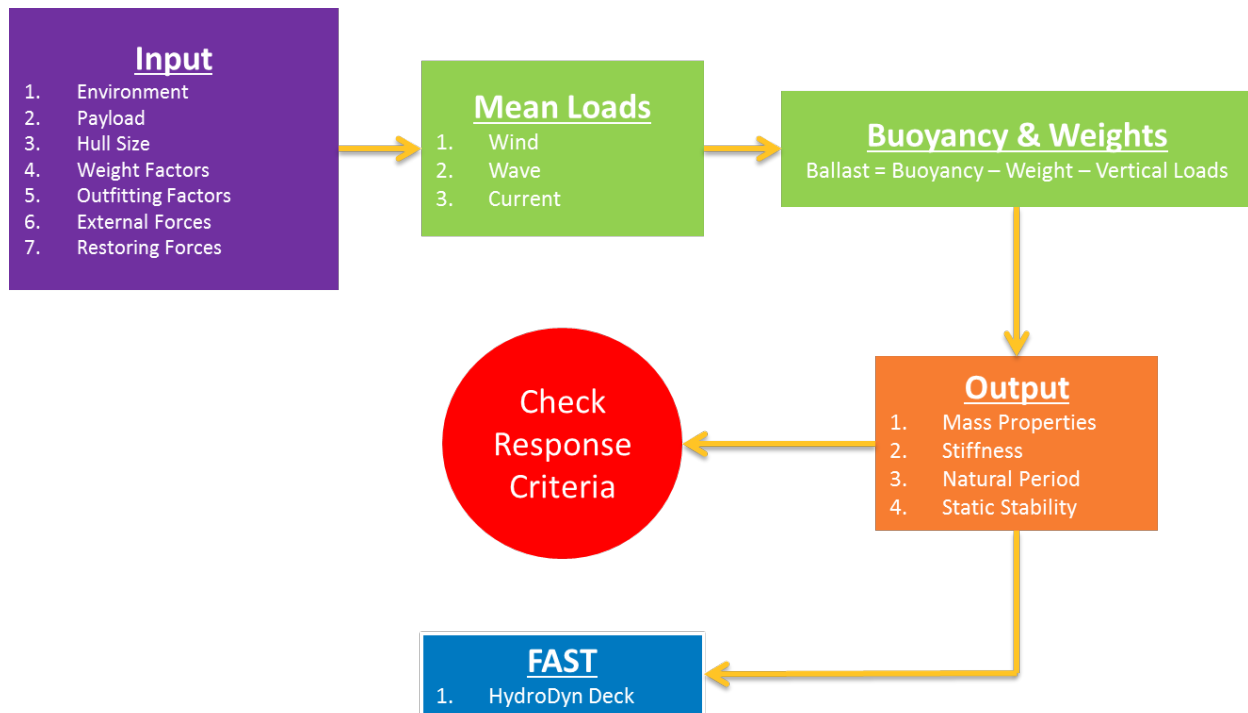 Input
1. Environment
2. Payload
3. Hull Size
4. Weight Factors
5. Outfitting Factors
6. External Forces
7. Restoring Forces
Mean Loads
1. Wind
2. Wave
3. Current
Buoyancy & Weights
Ballast = Buoyancy – Weight – Vertical Loads
Output
1. Mass Properties
2. Stiffness
3. Natural Period
4. Static Stability
Check
Response
Criteria
FAST
1. HydroDyn Deck